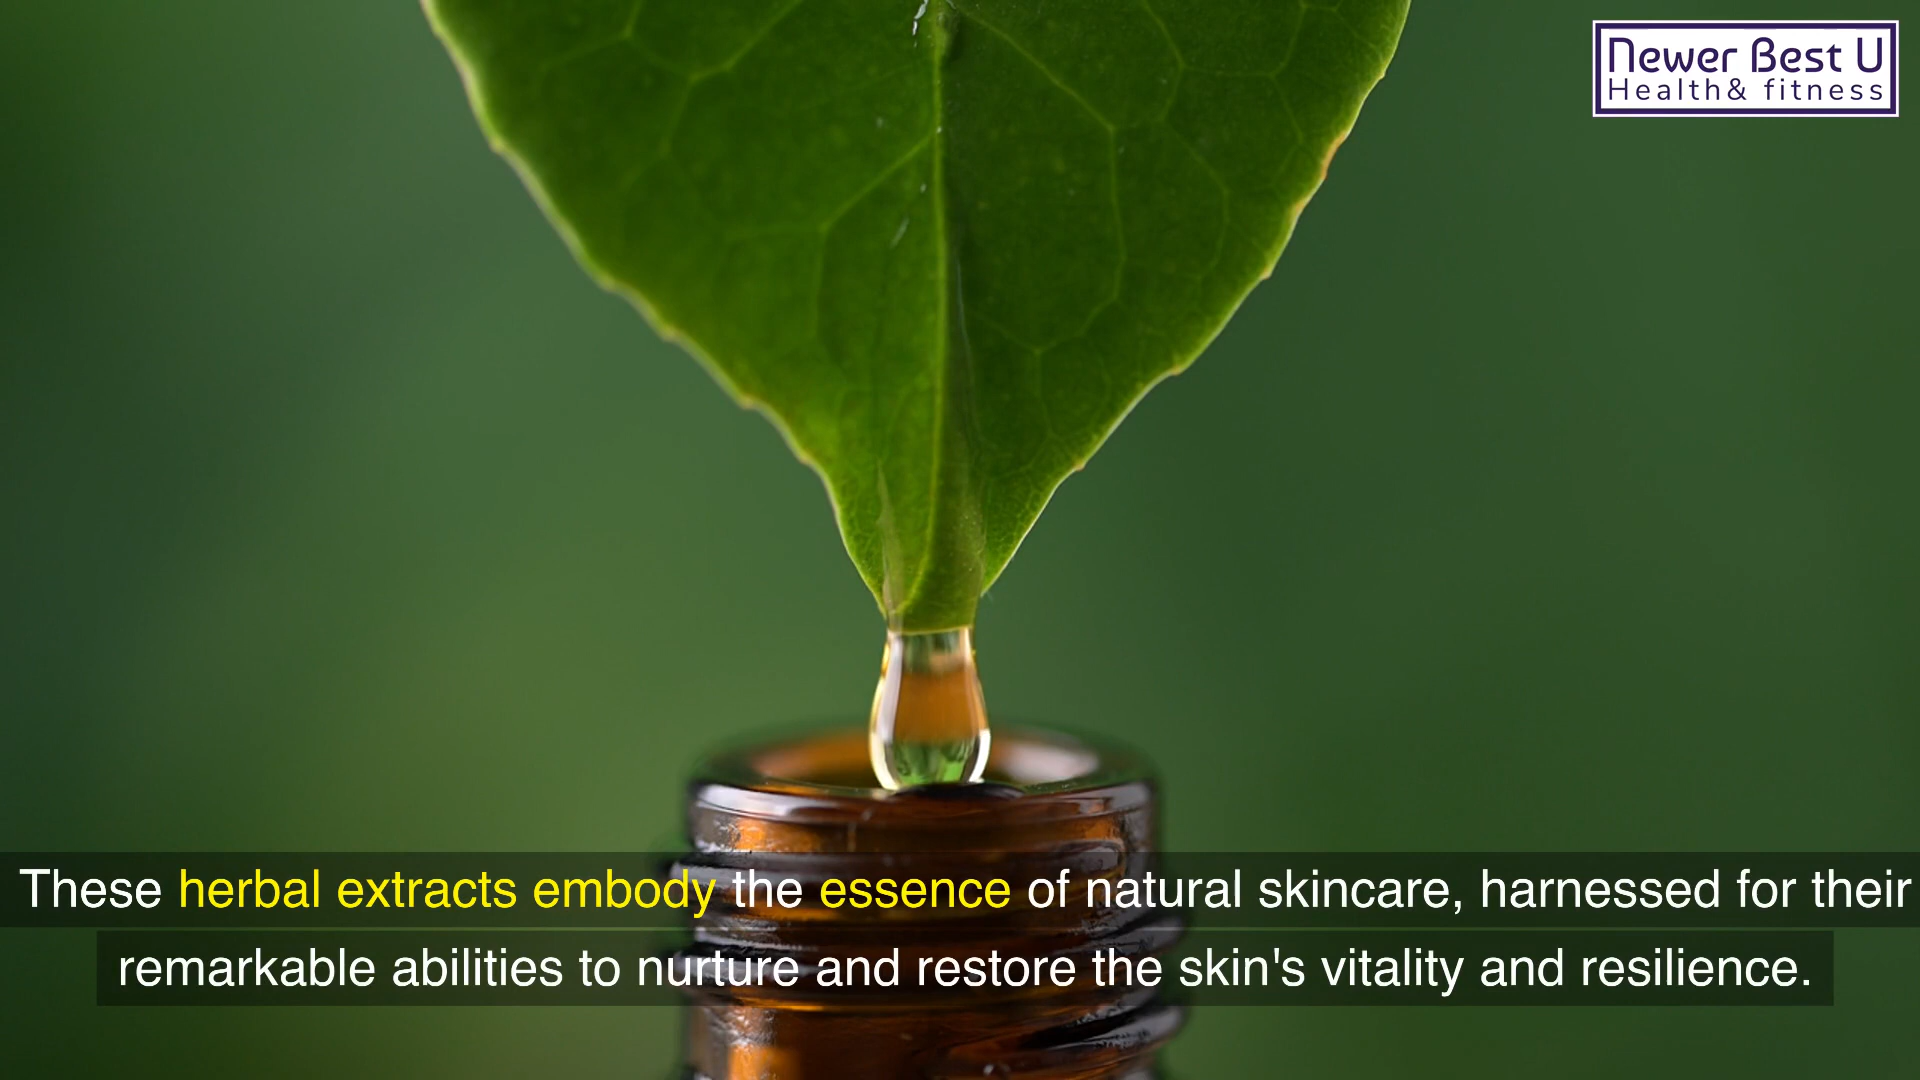 Newer Best U
Health& fitness
These herbal extracts embody the essence of natural skincare, harnessed for their
remarkable abilities to nurture and restore the skin's vitality and resilience.